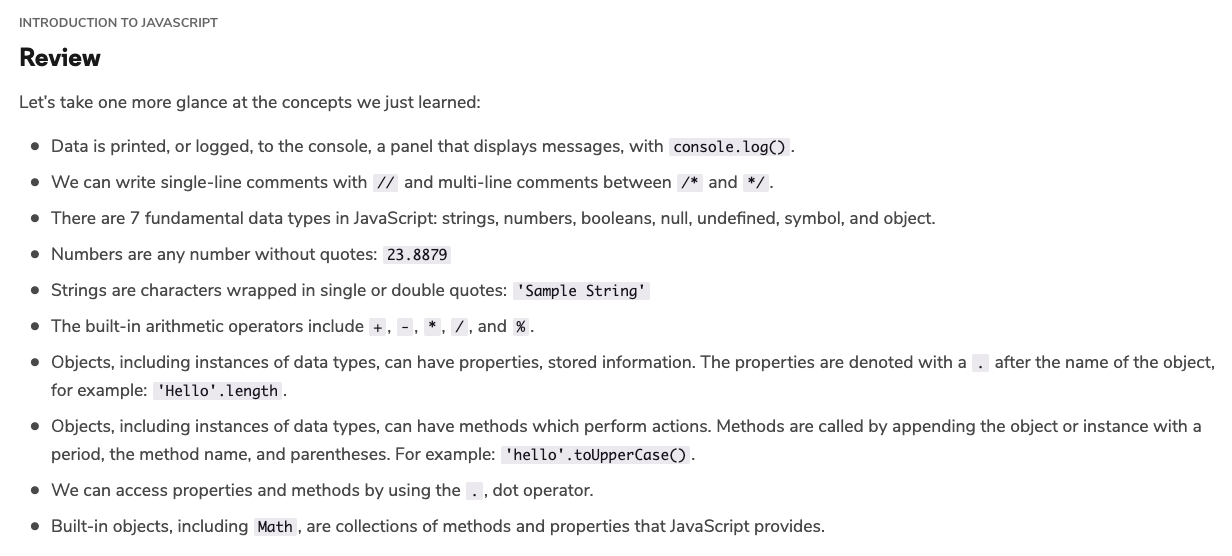 INTRODUCTION TO JAVASCRIPT
Review
Let's take one more glance at the concepts we just learned:
● Data is printed, or logged, to the console, a panel that displays messages, with console.log() .
● We can write single-line comments with // and multi-line comments between /* and */ .
● There are 7 fundamental data types in JavaScript: strings, numbers, booleans, null, undefined, symbol, and object.
● Numbers are any number without quotes: 23.8879
● Strings are characters wrapped in single or double quotes: 'Sample String'
● The built-in arithmetic operators include + , - , * , / , and % .
● Objects, including instances of data types, can have properties, stored information. The properties are denoted with a . after the name of the object,
for example: 'Hello'.length .
● Objects, including instances of data types, can have methods which perform actions. Methods are called by appending the object or instance with a
period, the method name, and parentheses. For example: 'hello'.toUpperCase() .
● We can access properties and methods by using the . , dot operator.
● Built-in objects, including Math , are collections of methods and properties that JavaScript provides.